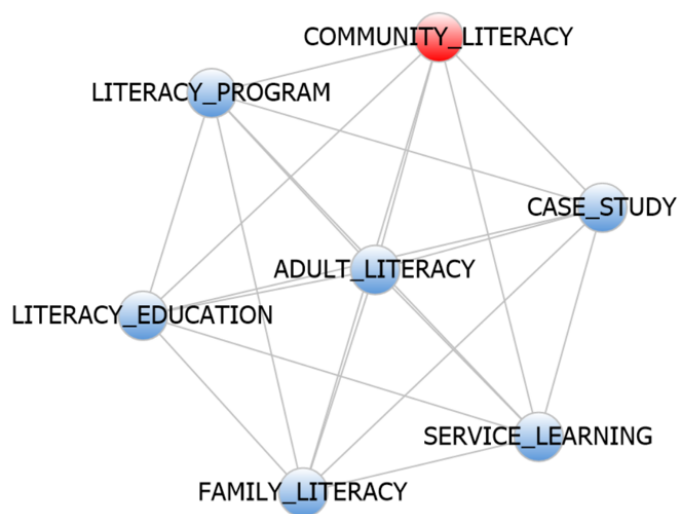 COMMUNITY_LITERACY
LITERACY_PROGRAM
CASE_STUDY
ADULT_LITERACY
LITERACY_EDUCATION
SERVICE_LEARNING
FAMILY_LITERACY